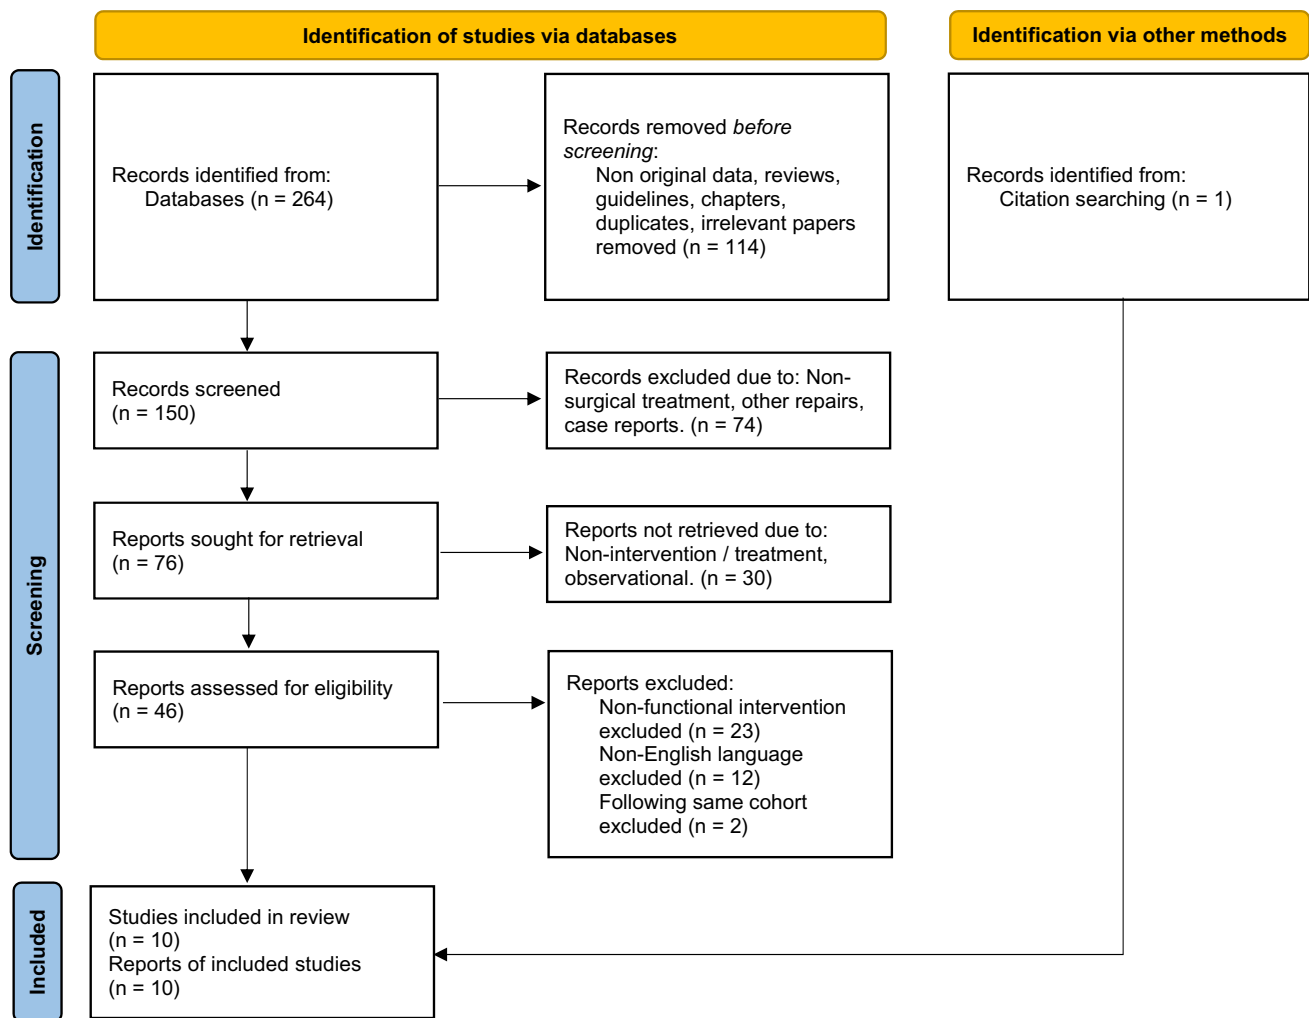 Identification of studies via databases
Identification via other methods
Identification
Records identified from:
Databases (n = 264)
Records removed before
screening:
Non original data, reviews,
guidelines, chapters,
duplicates, irrelevant papers
removed (n = 114)
Records identified from:
Citation searching (n = 1)
Screening
Records screened
(n = 150)
Records excluded due to: Non-
surgical treatment, other repairs,
case reports. (n = 74)
Reports sought for retrieval
(n = 76)
Reports not retrieved due to:
Non-intervention / treatment,
observational. (n = 30)
Reports assessed for eligibility
(n = 46)
Reports excluded:
Non-functional intervention
excluded (n = 23)
Non-English language
excluded (n = 12)
Following same cohort
excluded (n = 2)
Included
Studies included in review
(n = 10)
Reports of included studies
(n = 10)